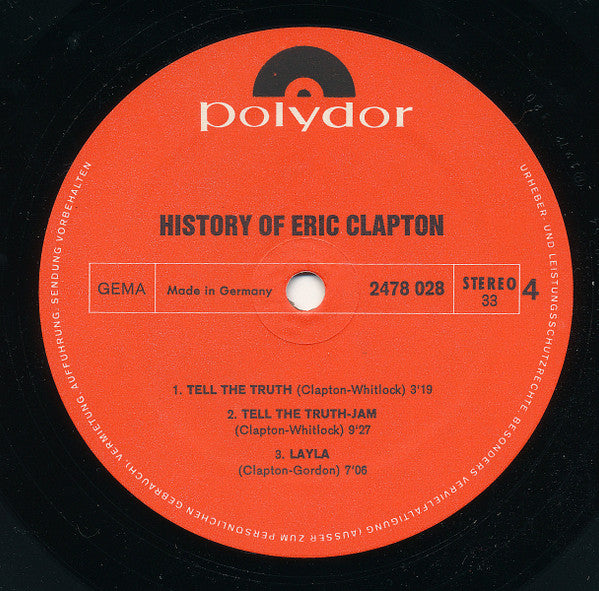 polydor
HISTORY OF ERIC CLAPTON
GEMA Made in Germany 2478 028 STEREO 33 4
1. TELL THE TRUTH (Clapton-Whitlock) 3'19
2. TELL THE TRUTH-JAM
(Clapton-Whitlock) 9'27
3. LAYLA
(Clapton-Gordon) 7'06
URHEBER- UND LEISTUNGSSCHUTZRECHTE, BESONDERS VERVIELFÄLTIGUNG (AUSSER ZUM PERSÖNLICHEN GEBRAUCH), VERMIETUNG, AUFFÜHRUNG, SENDUNG VORBEHALTEN